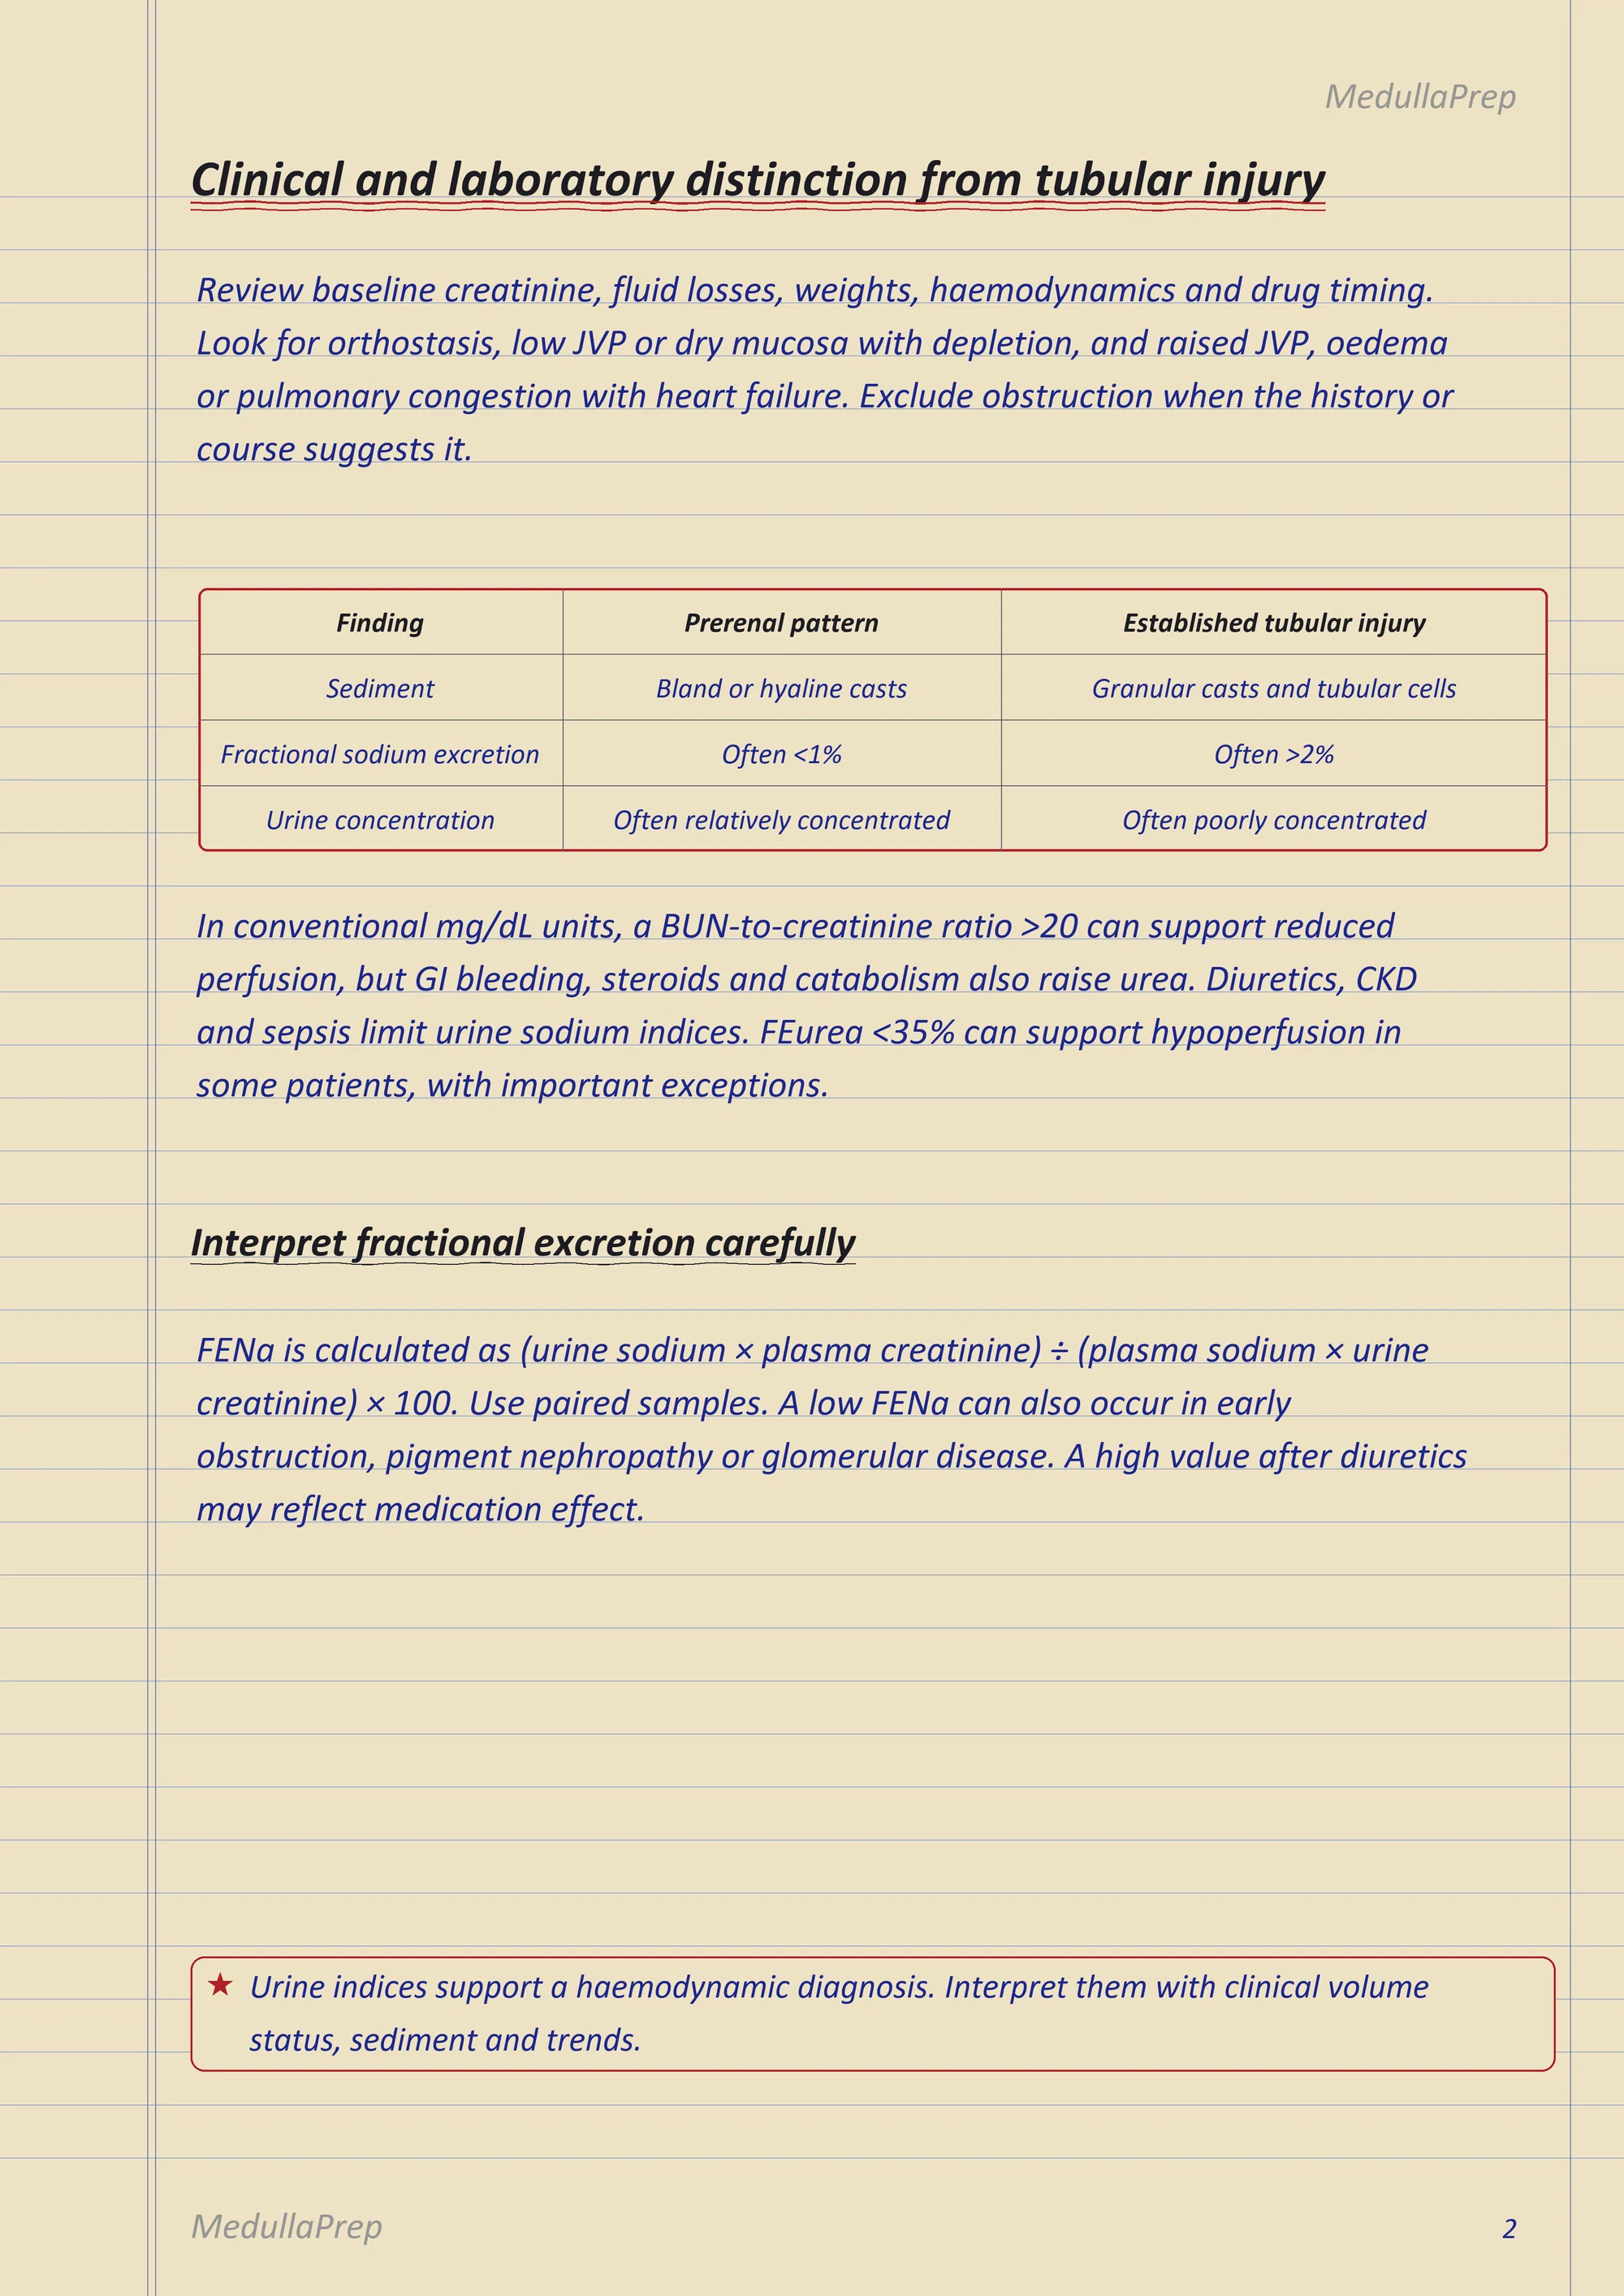 MedullaPrep
Clinical and laboratory distinction from tubular injury
Review baseline creatinine, fluid losses, weights, haemodynamics and drug timing.
Look for orthostasis, low JVP or dry mucosa with depletion, and raised JVP, oedema
or pulmonary congestion with heart failure. Exclude obstruction when the history or
course suggests it.
Finding Prerenal pattern Established tubular injury
Sediment Bland or hyaline casts Granular casts and tubular cells
Fractional sodium excretion Often <1% Often >2%
Urine concentration Often relatively concentrated Often poorly concentrated
In conventional mg/dL units, a BUN-to-creatinine ratio >20 can support reduced
perfusion, but GI bleeding, steroids and catabolism also raise urea. Diuretics, CKD
and sepsis limit urine sodium indices. FEurea <35% can support hypoperfusion in
some patients, with important exceptions.
Interpret fractional excretion carefully
FENa is calculated as (urine sodium × plasma creatinine) ÷ (plasma sodium × urine
creatinine) × 100. Use paired samples. A low FENa can also occur in early
obstruction, pigment nephropathy or glomerular disease. A high value after diuretics
may reflect medication effect.
★ Urine indices support a haemodynamic diagnosis. Interpret them with clinical volume
status, sediment and trends.
MedullaPrep 2